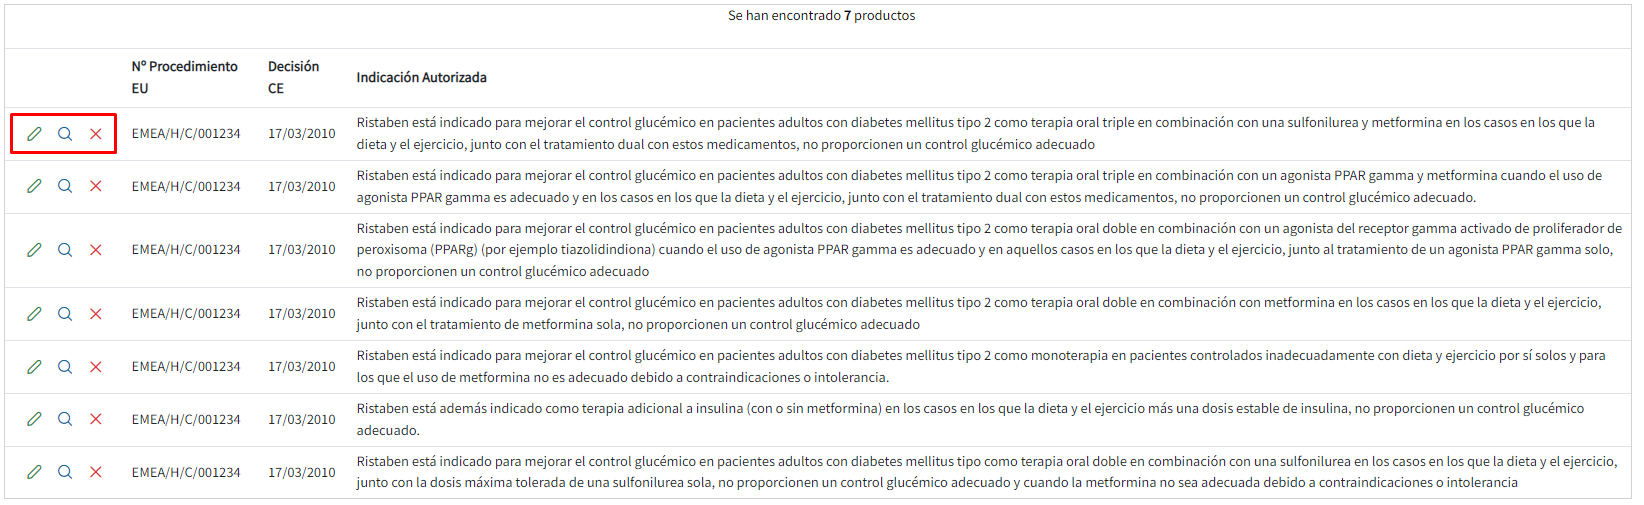 Se han encontrado 7 productos
Nº Procedimiento EU
Decisión CE
Indicación Autorizada
EMEA/H/C/001234 17/03/2010 Ristaben está indicado para mejorar el control glucémico en pacientes adultos con diabetes mellitus tipo 2 como terapia oral triple en combinación con una sulfonilurea y metformina en los casos en los que la
dieta y el ejercicio, junto con el tratamiento dual con estos medicamentos, no proporcionen un control glucémico adecuado
EMEA/H/C/001234 17/03/2010 Ristaben está indicado para mejorar el control glucémico en pacientes adultos con diabetes mellitus tipo 2 como terapia oral triple en combinación con un agonista PPAR gamma y metformina cuando el uso de
agonista PPAR gamma es adecuado y en los casos en los que la dieta y el ejercicio, junto con el tratamiento dual con estos medicamentos, no proporcionen un control glucémico adecuado.
EMEA/H/C/001234 17/03/2010 Ristaben está indicado para mejorar el control glucémico en pacientes adultos con diabetes mellitus tipo 2 como terapia oral doble en combinación con un agonista del receptor gamma activado de proliferador de
peroxisoma (PPARg) (por ejemplo tiazolidindiona) cuando el uso de agonista PPAR gamma es adecuado y en aquellos casos en los que la dieta y el ejercicio, junto al tratamiento de un agonista PPAR gamma solo,
no proporcionen un control glucémico adecuado
EMEA/H/C/001234 17/03/2010 Ristaben está indicado para mejorar el control glucémico en pacientes adultos con diabetes mellitus tipo 2 como terapia oral doble en combinación con metformina en los casos en los que la dieta y el ejercicio,
junto con el tratamiento de metformina sola, no proporcionen un control glucémico adecuado
EMEA/H/C/001234 17/03/2010 Ristaben está indicado para mejorar el control glucémico en pacientes adultos con diabetes mellitus tipo 2 como monoterapia en pacientes controlados inadecuadamente con dieta y ejercicio por sí solos y para
los que el uso de metformina no es adecuado debido a contraindicaciones o intolerancia.
EMEA/H/C/001234 17/03/2010 Ristaben está además indicado como terapia adicional a insulina (con o sin metformina) en los casos en los que la dieta y el ejercicio más una dosis estable de insulina, no proporcionen un control glucémico
adecuado.
EMEA/H/C/001234 17/03/2010 Ristaben está indicado para mejorar el control glucémico en pacientes adultos con diabetes mellitus tipo como terapia oral doble en combinación con una sulfonilurea en los casos en los que la dieta y el ejercicio,
junto con la dosis máxima tolerada de una sulfonilurea sola, no proporcionen un control glucémico adecuado y cuando la metformina no sea adecuada debido a contraindicaciones o intolerancia